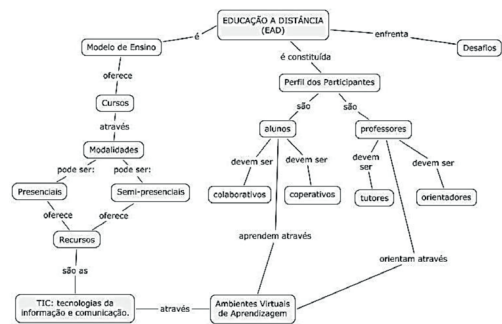 EDUCAÇÃO A DISTÂNCIA
(EAD)
é
enfrenta
Modelo de Ensino
Desafios
é constituída
oferece
Perfil dos Participantes
Cursos
são
são
através
alunos
professores
Modalidades
pode ser:
pode ser:
devem ser
devem ser
devem
ser
devem ser
Presenciais
Semi-presenciais
colaborativos
coperativos
tutores
orientadores
oferece
oferece
Recursos
aprendem através
orientam através
são as
TIC: tecnologias da
informação e comunicação.
através
Ambientes Virtuais
de Aprendizagem